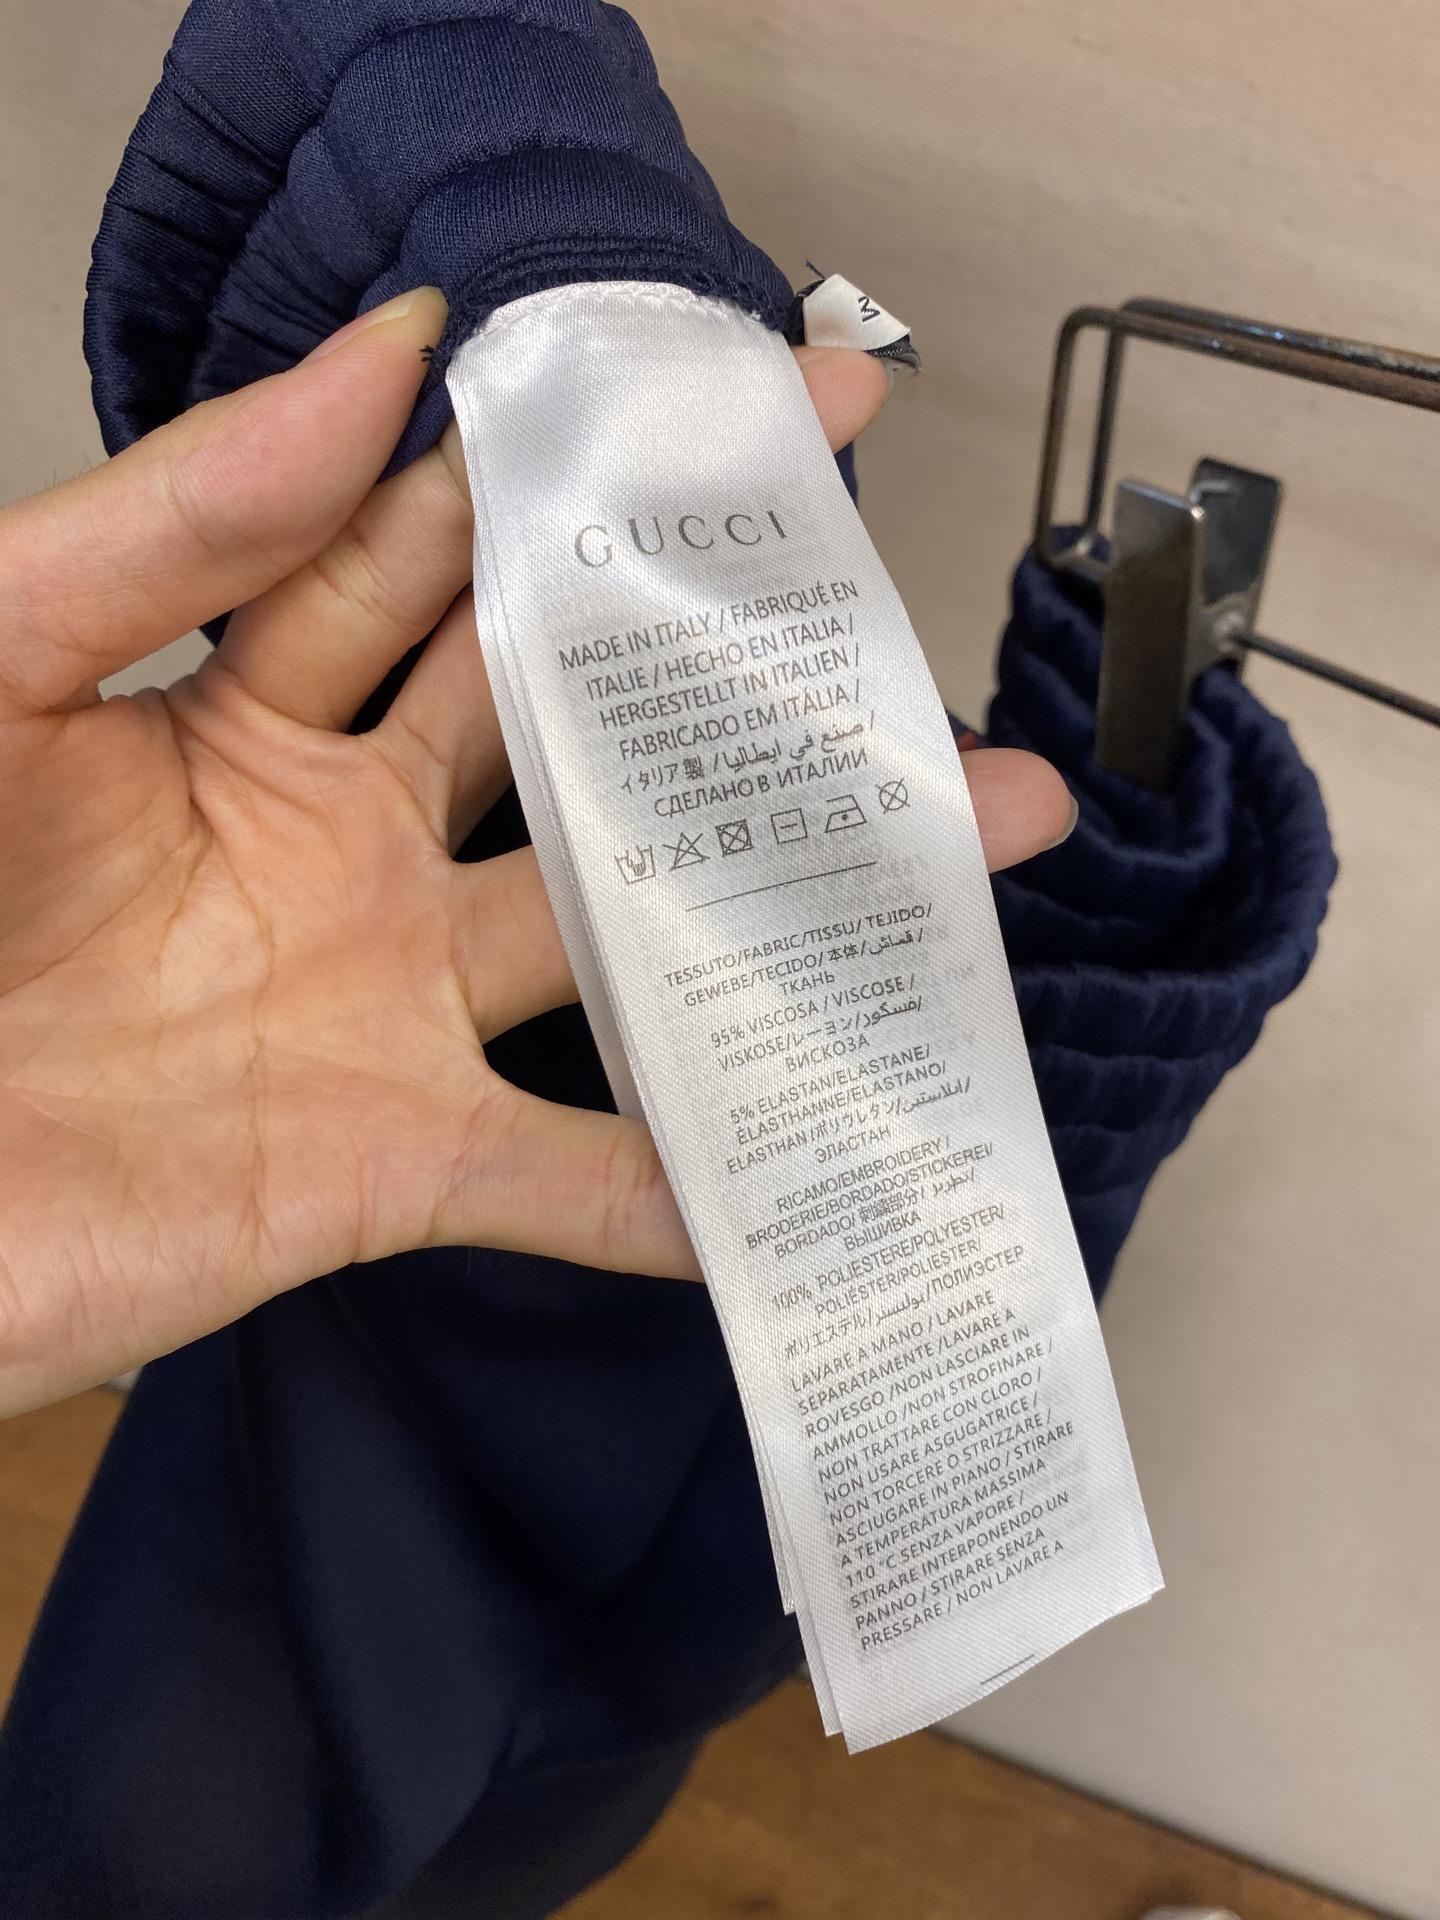 M
GUCCI
MADE IN ITALY / FABRIQUÉ EN
ITALIE / HECHO EN ITALIA /
HERGESTELLT IN ITALIEN /
FABRICADO EM ITÁLIA /
イタリア製 / صنع في ايطاليا /
СДЕЛАНО В ИТАЛИИ
TESSUTO/FABRIC/TISSU/ TEJIDO/
GEWEBE/TECIDO/ 本体/قماش/
ТКАНЬ
95% VISCOSA / VISCOSE /
VISKOSE/レーヨン/فسكوز/
ВИСКОЗА
5% ELASTAN/ELASTANE/
ÉLASTHANNE/ELASTANO/
ELASTHAN/ポリウレタン/ايلاستين/
ЭЛАСТАН
RICAMO/EMBROIDERY/
BRODERIE/BORDADO/STICKEREI/
BORDADO/ 刺繍部分/ تطريز/
ВЫШИВКА
100% POLIESTERE/POLYESTER/
POLIÉSTER/POLIESTER/
ポリエステル/بوليستر/ПОЛИЭСТЕР
LAVARE A MANO / LAVARE
SEPARATAMENTE /LAVARE A
ROVESGO /NON LASCIARE IN
AMMOLLO /NON STROFINARE /
NON TRATTARE CON CLORO /
NON USARE ASGUGATRICE /
NON TORCERE O STRIZZARE /
ASCIUGARE IN PIANO / STIRARE
A TEMPERATURA MASSIMA
110 °C SENZA VAPORE /
STIRARE INTERPONENDO UN
PANNO / STIRARE SENZA
PRESSARE / NON LAVARE A